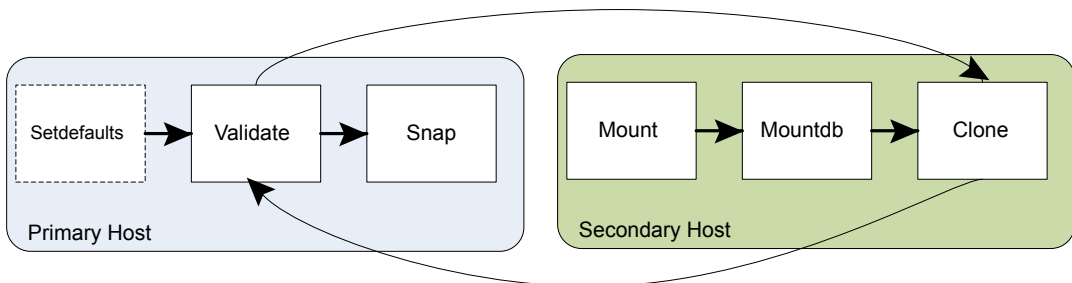 Setdefaults
Validate
Snap
Primary Host
Mount
Mountdb
Clone
Secondary Host